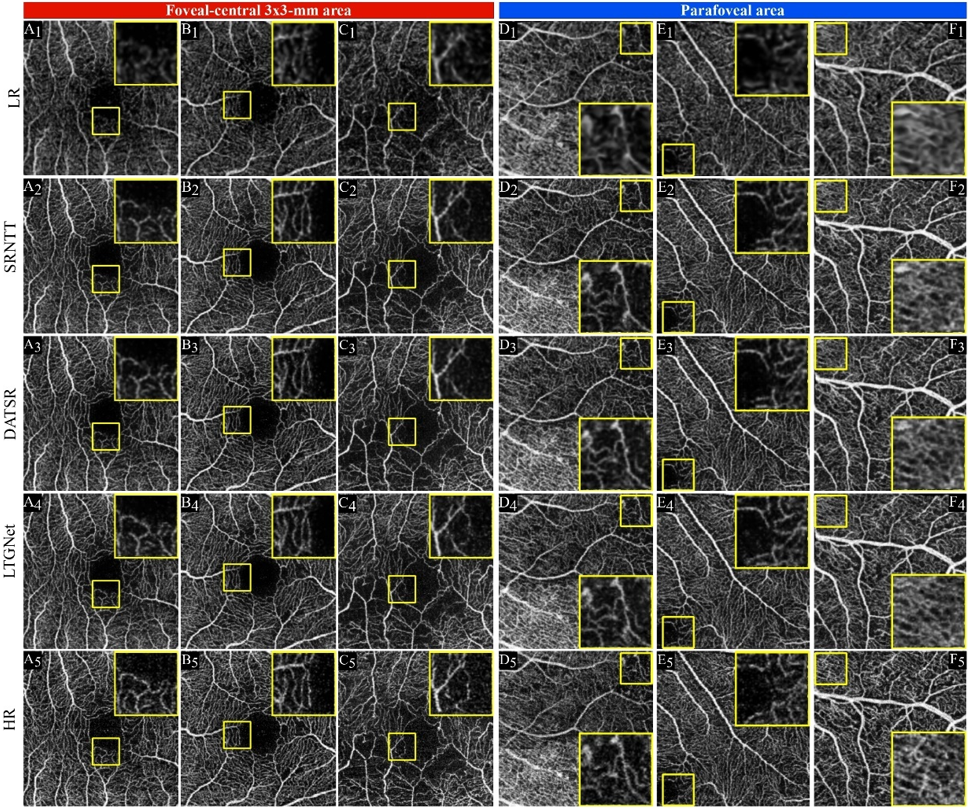 Foveal-central 3x3-mm area Parafoveal area
LR A1 B1 C1 D1 E1 F1
SRNTT A2 B2 C2 D2 E2 F2
DATSR A3 B3 C3 D3 E3 F3
LTGNet A4 B4 C4 D4 E4 F4
HR A5 B5 C5 D5 E5 F5